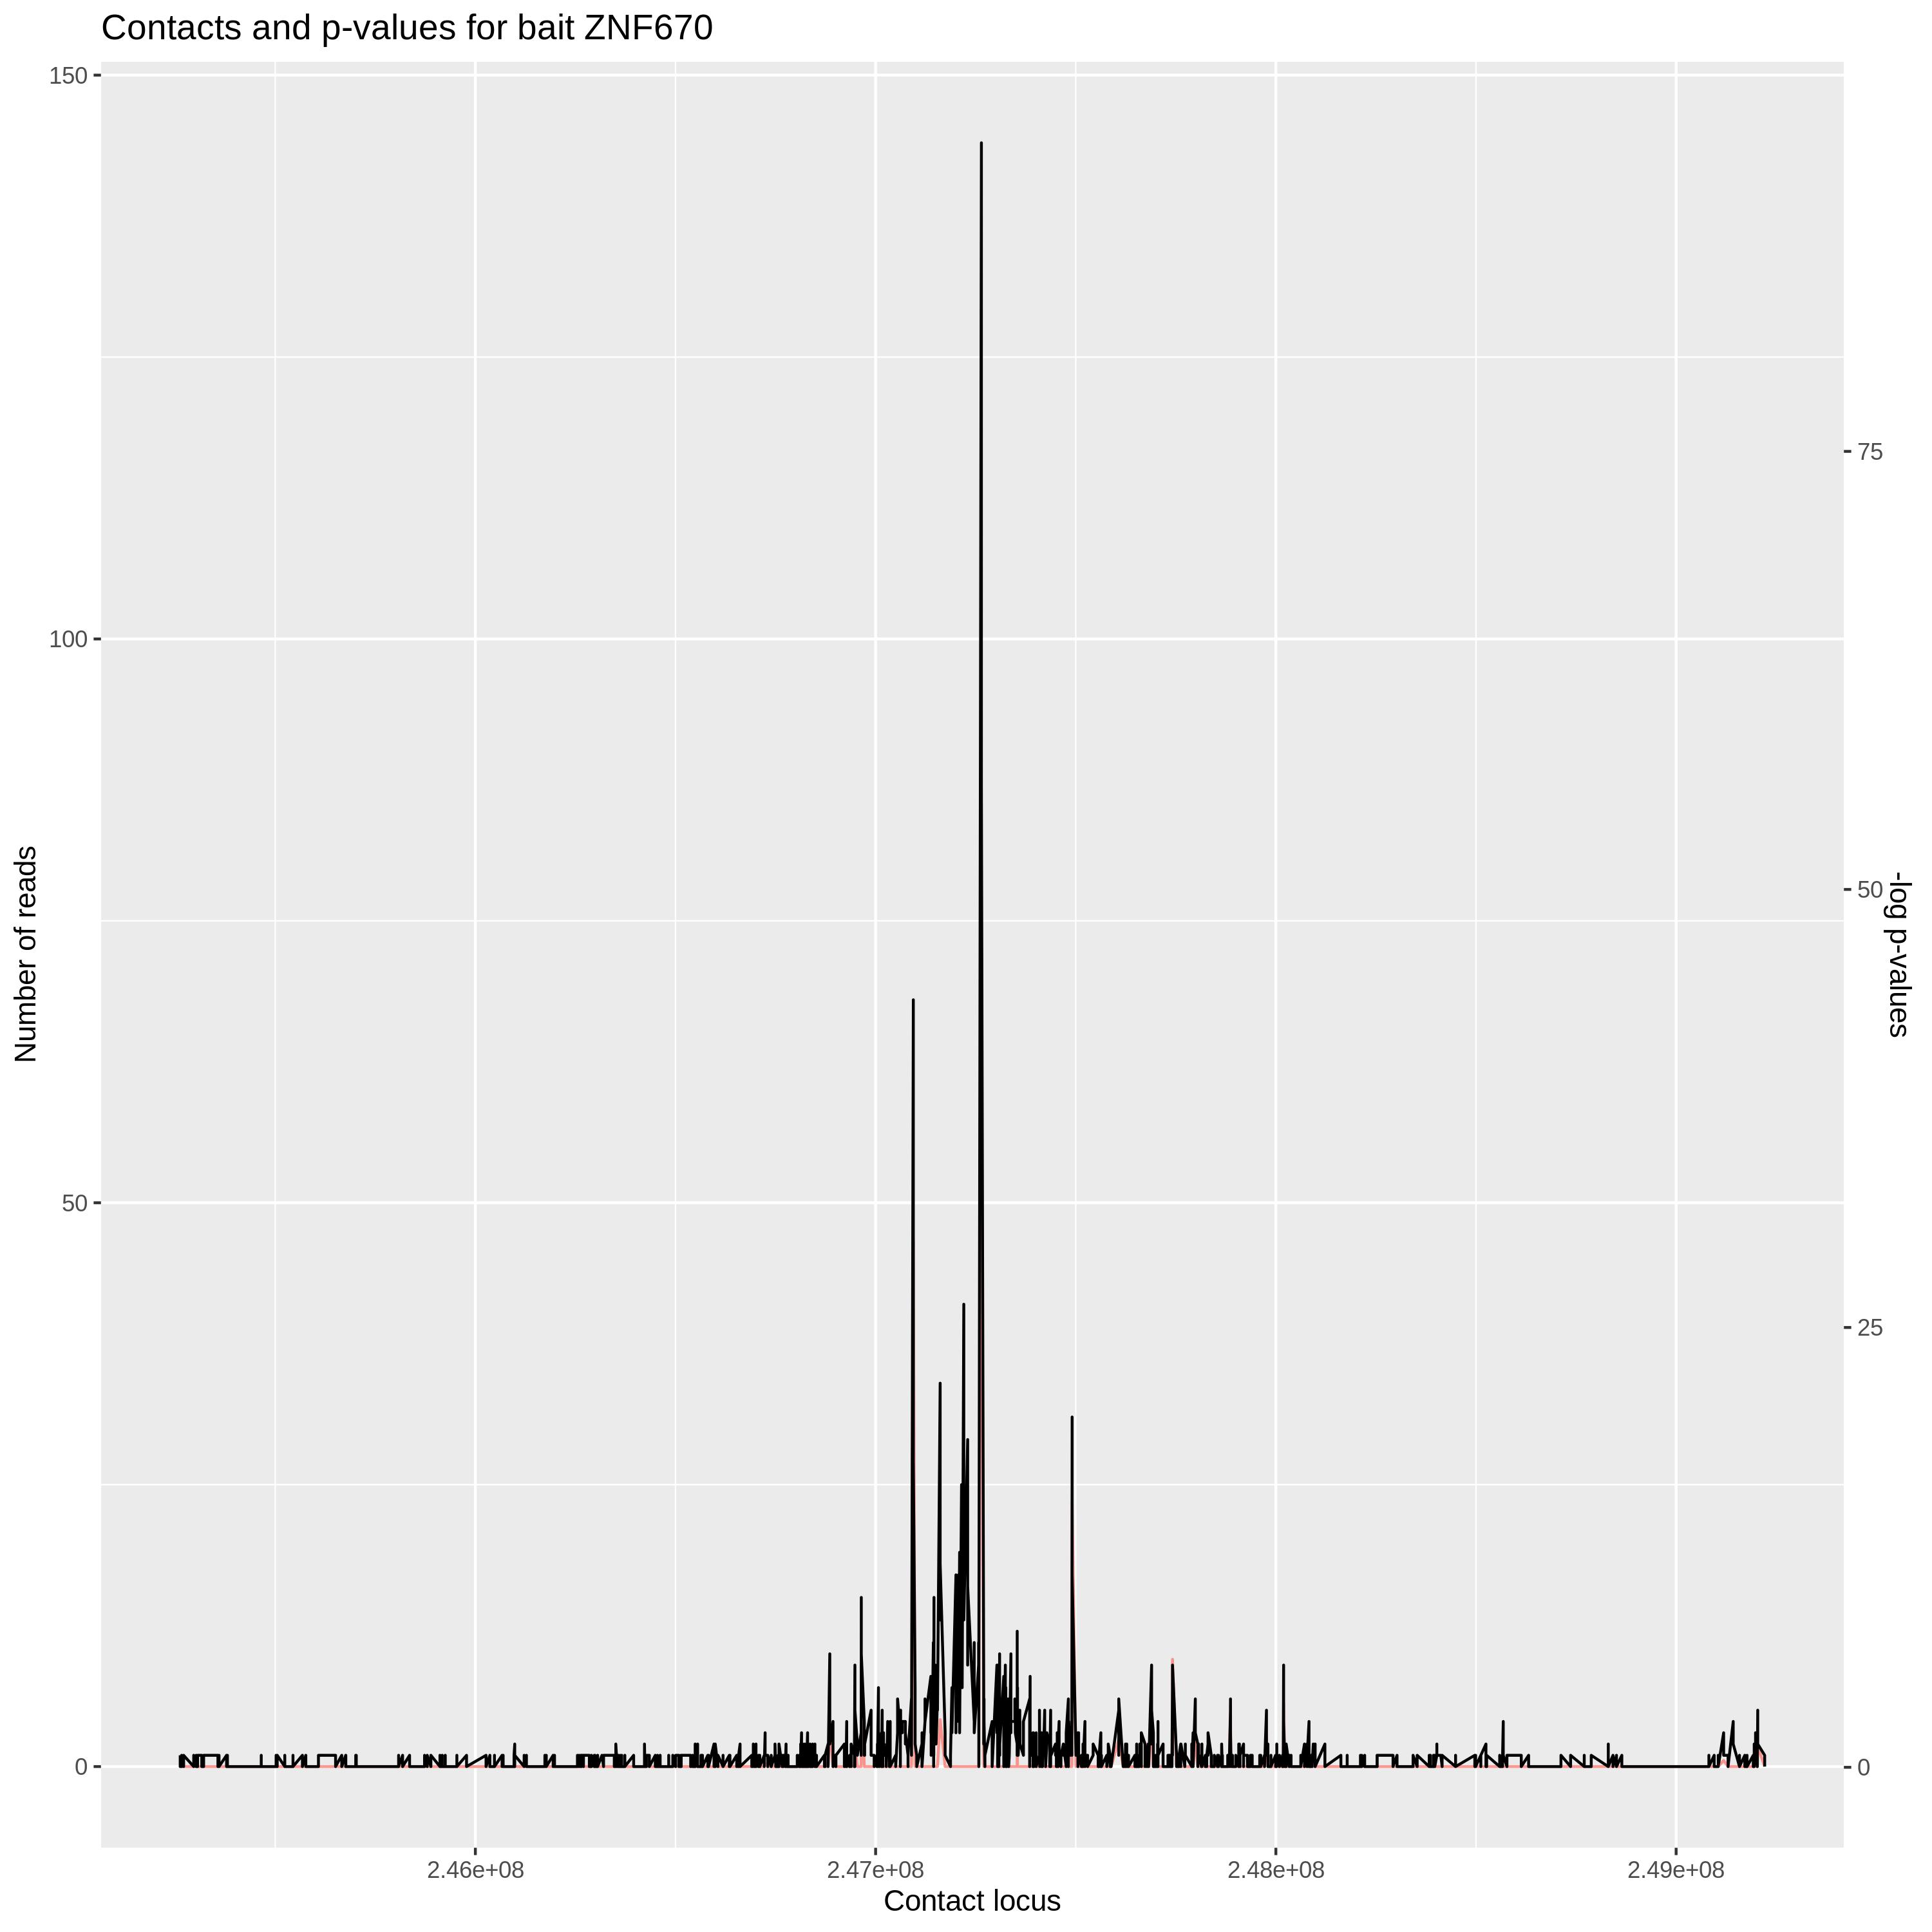 Contacts and p-values for bait ZNF670
150
100
50
0
Number of reads
75
50
25
0
-log p-values
2.46e+08
2.47e+08
2.48e+08
2.49e+08
Contact locus